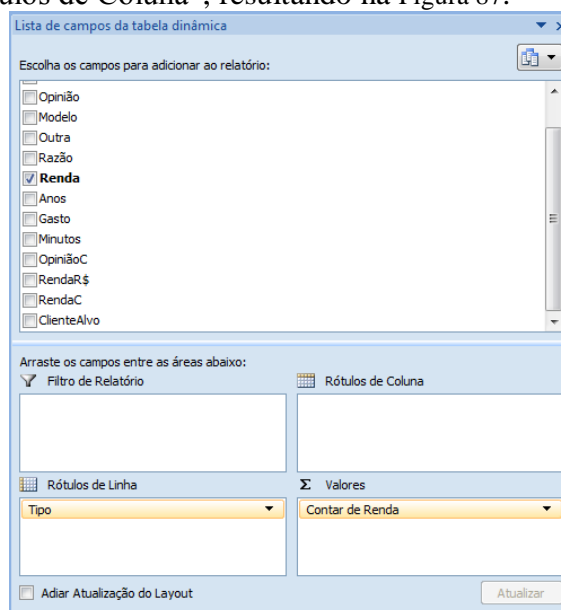 ulos de Coluna", resultando na Figura 87.
Lista de campos da tabela dinâmica
Escolha os campos para adicionar ao relatório:
Opinião
Modelo
Outra
Razão
Renda
Anos
Gasto
Minutos
OpiniãoC
RendaR$
RendaC
ClienteAlvo
Arraste os campos entre as áreas abaixo:
Filtro de Relatório Rótulos de Coluna
Rótulos de Linha Σ Valores
Tipo Contar de Renda
Adiar Atualização do Layout Atualizar